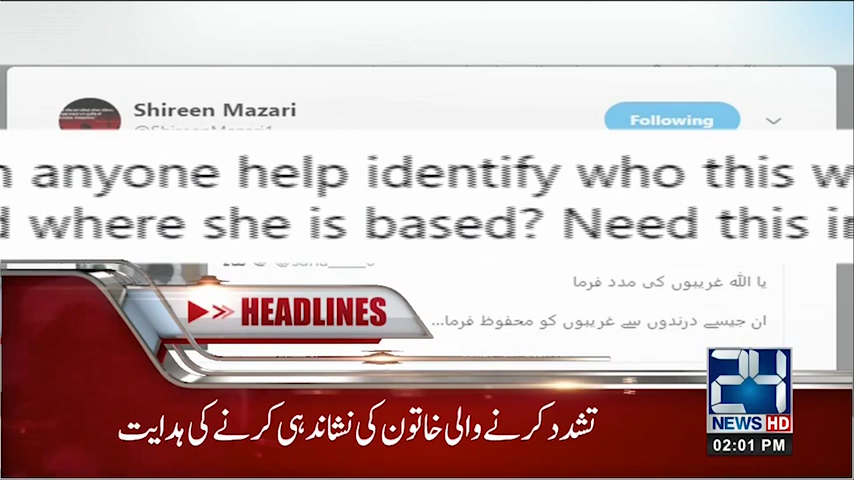 Shireen Mazari
@ShireenMazari1
Following
anyone help identify who this
where she is based? Need this
یا اللہ غریبوں کی مدد فرما
ان جیسے درندوں سے غریبوں کو محفوظ فرما...
HEADLINES
تشدد کرنے والی خاتون کی نشاندہی کرنے کی ہدایت
24
NEWS HD
02:01 PM